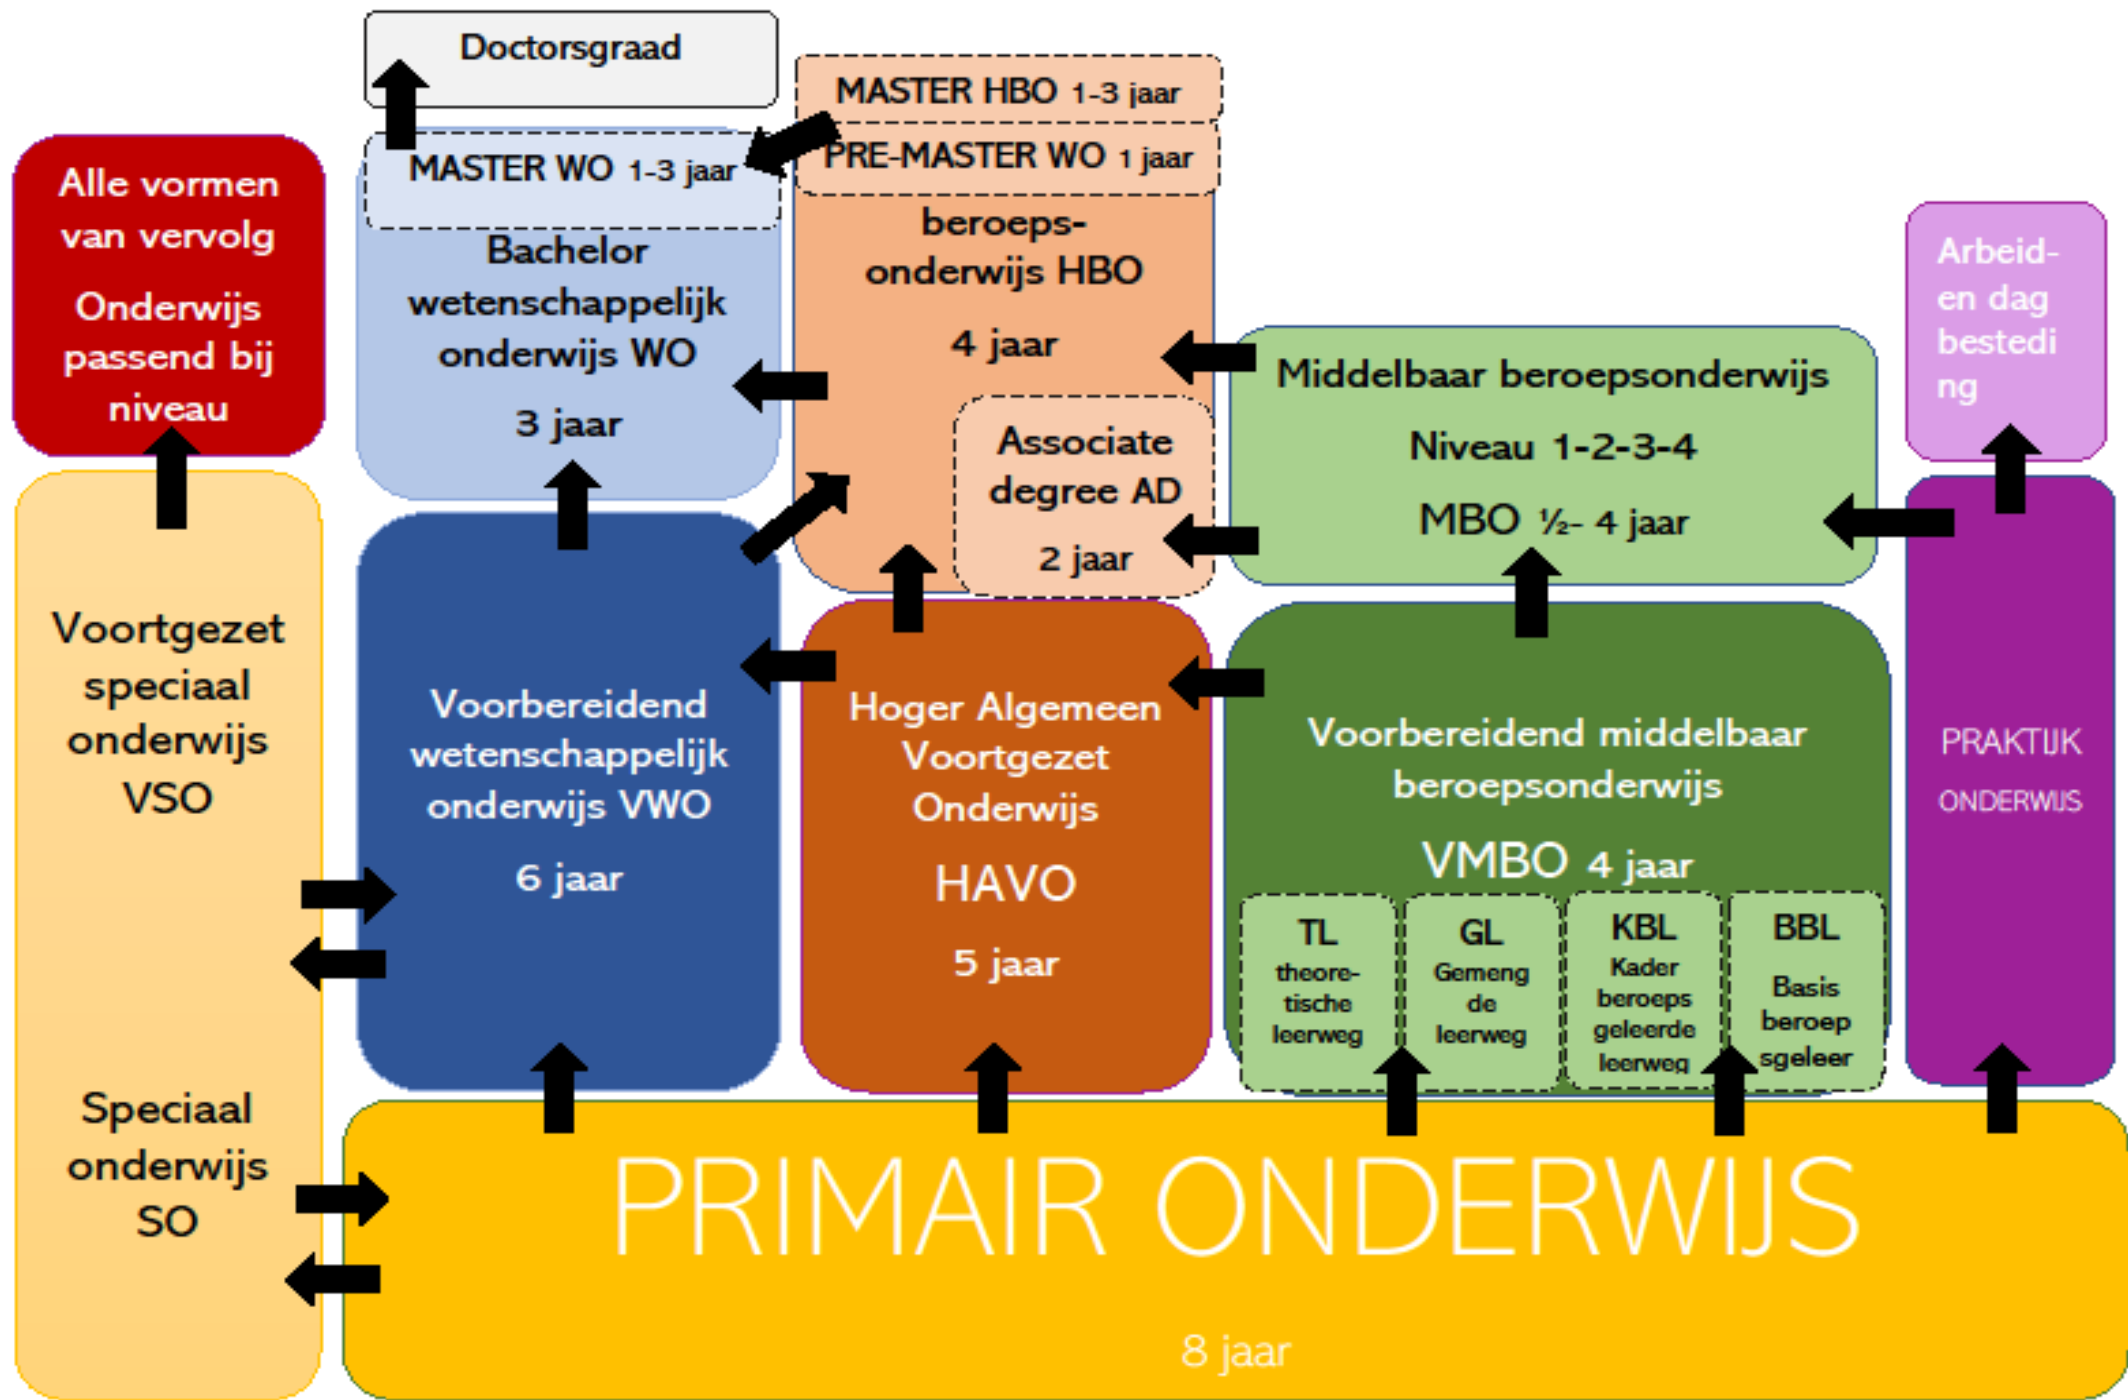 Doctorsgraad
MASTER HBO 1-3 jaar
PRE-MASTER WO 1 jaar
MASTER WO 1-3 jaar
Alle vormen
van vervolg
Onderwijs
passend bij
niveau
Bachelor
wetenschappelijk
onderwijs WO
3 jaar
beroeps-
onderwijs HBO
4 jaar
Associate
degree AD
2 jaar
Middelbaar beroepsonderwijs
Niveau 1-2-3-4
MBO ½- 4 jaar
Arbeid-
en dag
bestedi
ng
Voortgezet
speciaal
onderwijs
VSO
Speciaal
onderwijs
SO
Voorbereidend
wetenschappelijk
onderwijs VWO
6 jaar
Hoger Algemeen
Voortgezet
Onderwijs
HAVO
5 jaar
Voorbereidend middelbaar
beroepsonderwijs
VMBO 4 jaar
TL
theore-
tische
leerweg
GL
Gemeng
de
leerweg
KBL
Kader
beroeps
geleerde
leerweg
BBL
Basis
beroep
sgeleer
PRAKTIJK
ONDERWIJS
PRIMAIR ONDERWIJS
8 jaar